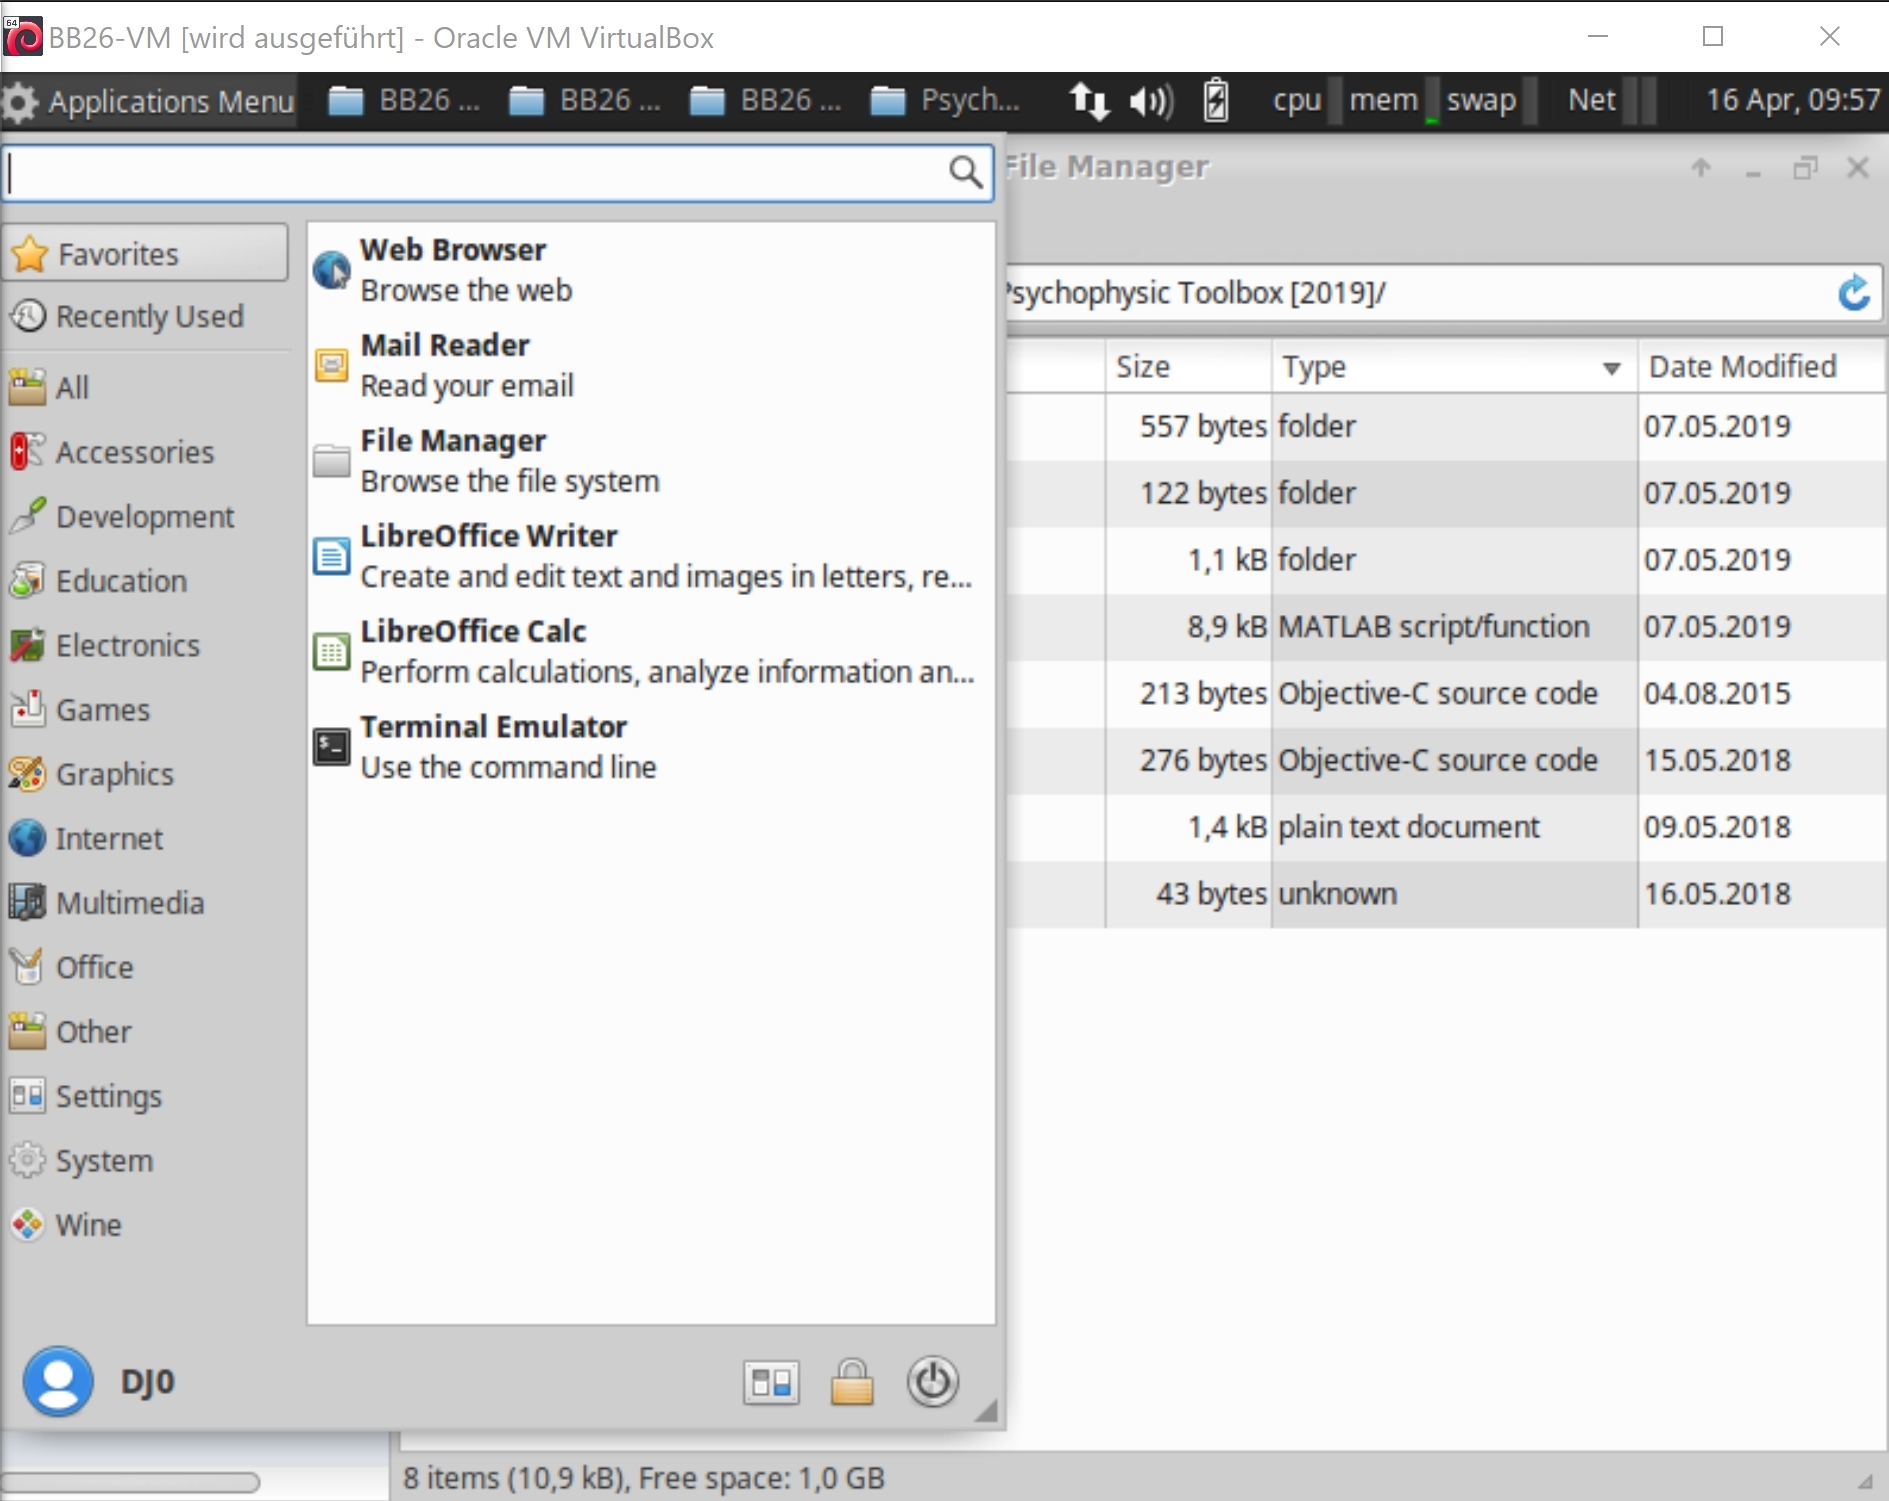 64
BB26-VM [wird ausgeführt] - Oracle VM VirtualBox
Applications Menu BB26 ... BB26 ... BB26 ... Psych... cpu mem swap Net 16 Apr, 09:57
File Manager
Favorites
Recently Used
All
Accessories
Development
Education
Electronics
Games
Graphics
Internet
Multimedia
Office
Other
Settings
System
Wine
Web Browser
Browse the web
Mail Reader
Read your email
File Manager
Browse the file system
LibreOffice Writer
Create and edit text and images in letters, re...
LibreOffice Calc
Perform calculations, analyze information an...
Terminal Emulator
Use the command line
DJ0
Psychophysic Toolbox [2019]/
Size Type Date Modified
557 bytes folder 07.05.2019
122 bytes folder 07.05.2019
1,1 kB folder 07.05.2019
8,9 kB MATLAB script/function 07.05.2019
213 bytes Objective-C source code 04.08.2015
276 bytes Objective-C source code 15.05.2018
1,4 kB plain text document 09.05.2018
43 bytes unknown 16.05.2018
8 items (10,9 kB), Free space: 1,0 GB